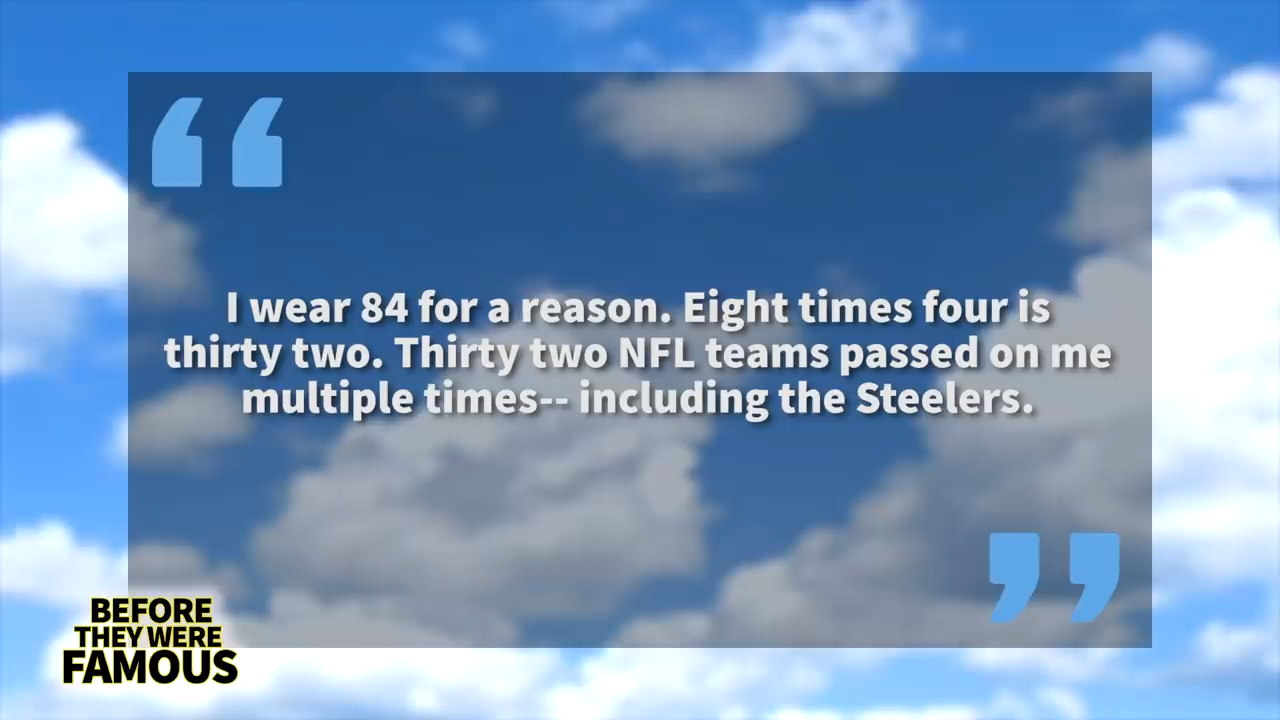 “
I wear 84 for a reason. Eight times four is
thirty two. Thirty two NFL teams passed on me
multiple times-- including the Steelers.
”
BEFORE
THEY WERE
FAMOUS